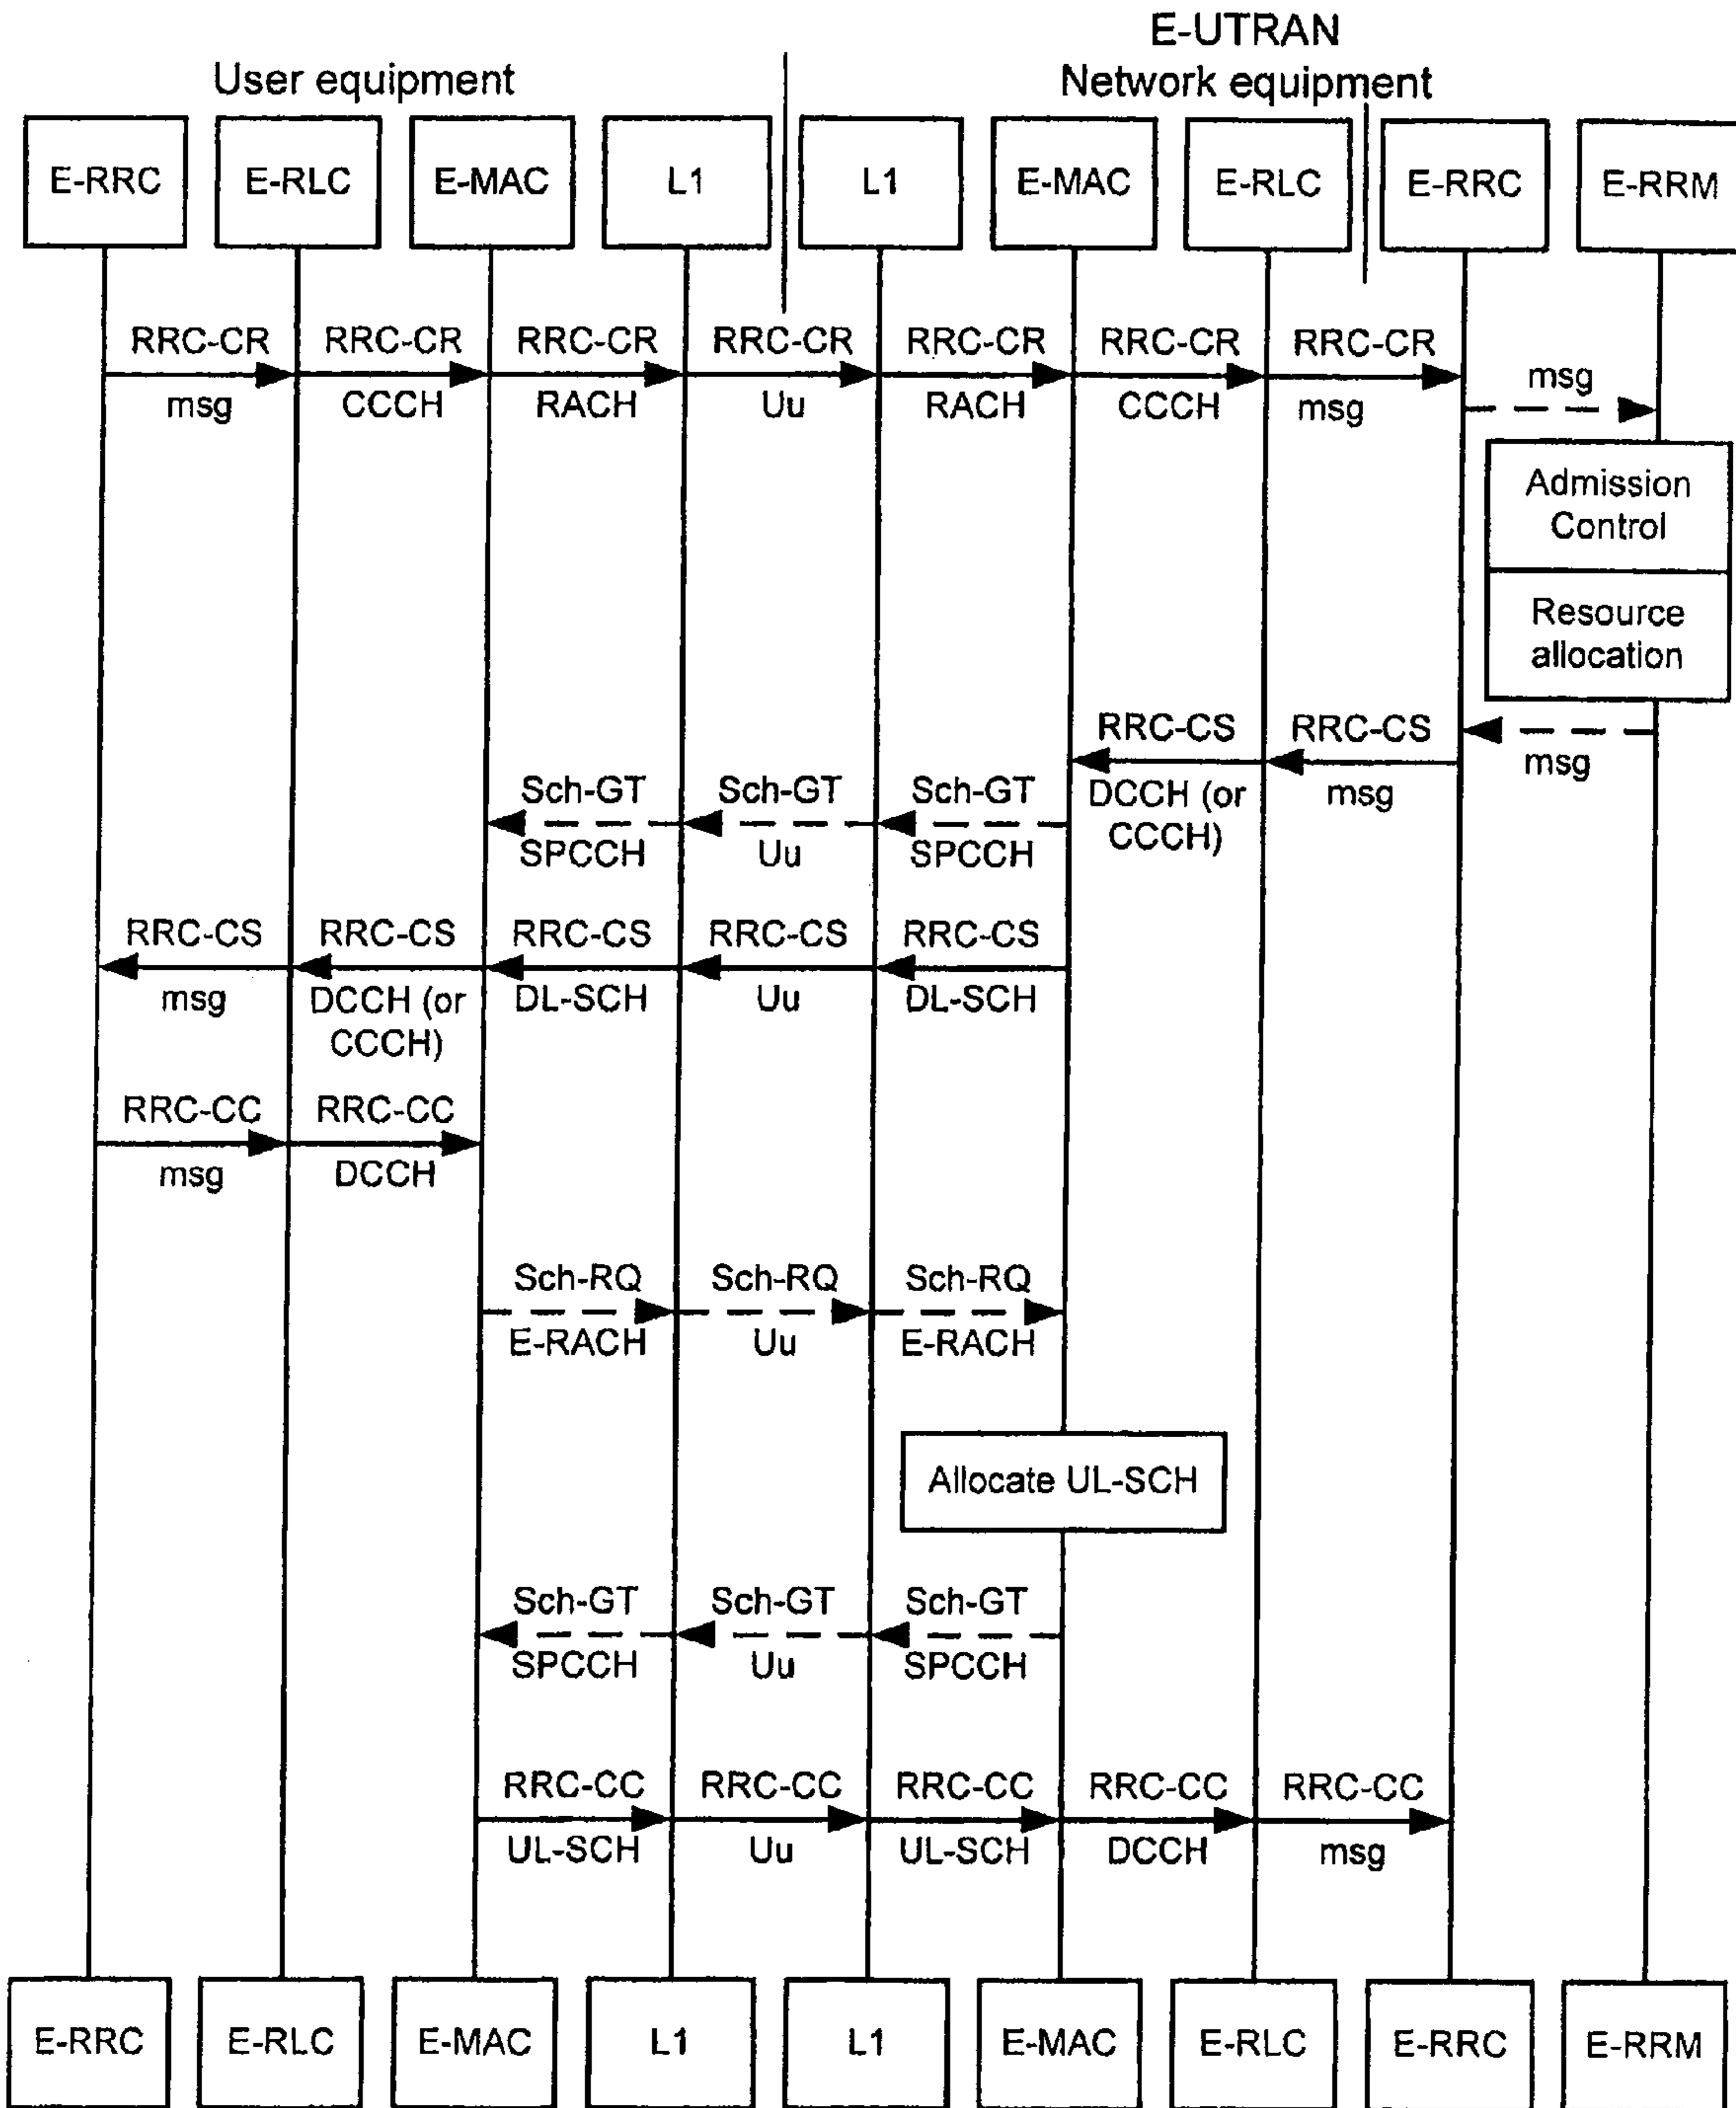 E-UTRAN
User equipment Network equipment
E-RRC E-RLC E-MAC L1 L1 E-MAC E-RLC E-RRC E-RRM
RRC-CR RRC-CR RRC-CR RRC-CR RRC-CR RRC-CR RRC-CR
msg
msg CCCH RACH Uu RACH CCCH msg
Admission
Control
Resource
allocation
RRC-CS RRC-CS
msg
Sch-GT Sch-GT Sch-GT DCCH (or msg
CCCH)
SPCCH Uu SPCCH
RRC-CS RRC-CS RRC-CS RRC-CS RRC-CS
msg DCCH (or DL-SCH Uu DL-SCH
CCCH)
RRC-CC RRC-CC
msg DCCH
Sch-RQ Sch-RQ Sch-RQ
E-RACH Uu E-RACH
Allocate UL-SCH
Sch-GT Sch-GT Sch-GT
SPCCH Uu SPCCH
RRC-CC RRC-CC RRC-CC RRC-CC RRC-CC
UL-SCH Uu UL-SCH DCCH msg
E-RRC E-RLC E-MAC L1 L1 E-MAC E-RLC E-RRC E-RRM